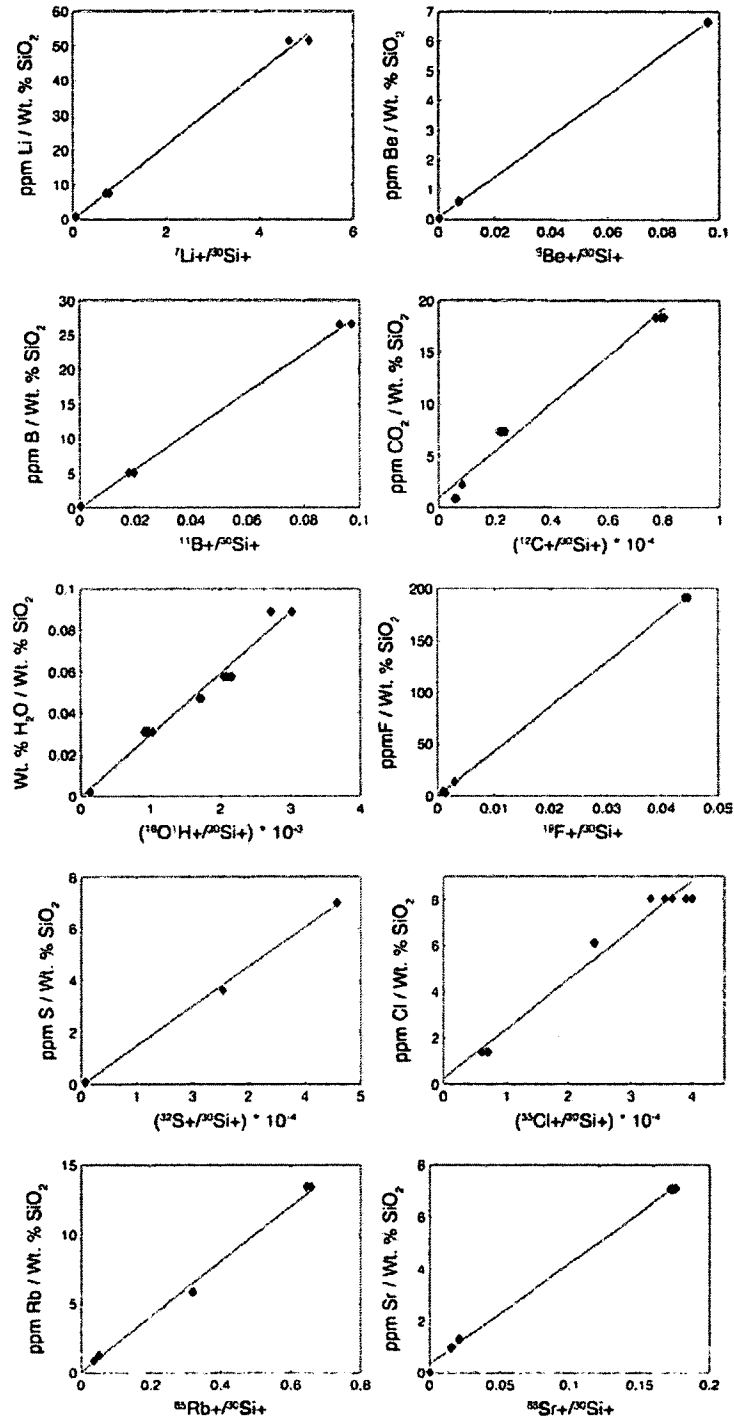 ppm Li / Wt. % SiO2
60
50
40
30
20
10
0
0 2 4 6
7Li+/30Si+
ppm Be / Wt. % SiO2
7
6
5
4
3
2
1
0
0 0.02 0.04 0.06 0.08 0.1
9Be+/30Si+
ppm B / Wt. % SiO2
30
25
20
15
10
5
0
0 0.02 0.04 0.06 0.08 0.1
11B+/30Si+
ppm CO2 / Wt. % SiO2
20
15
10
5
0
0 0.2 0.4 0.6 0.8 1
(12C+/30Si+) * 10-4
Wt. % H2O / Wt. % SiO2
0.1
0.08
0.06
0.04
0.02
0
0 1 2 3 4
(16O1H+/30Si+) * 10-3
ppmF / Wt. % SiO2
200
150
100
50
0
0 0.01 0.02 0.03 0.04 0.05
19F+/30Si+
ppm S / Wt. % SiO2
8
6
4
2
0
0 1 2 3 4 5
(32S+/30Si+) * 10-4
ppm Cl / Wt. % SiO2
8
6
4
2
0
0 1 2 3 4
(35Cl+/30Si+) * 10-4
ppm Rb / Wt. % SiO2
15
10
5
0
0 0.2 0.4 0.6 0.8
85Rb+/30Si+
ppm Sr / Wt. % SiO2
8
6
4
2
0
0 0.05 0.1 0.15 0.2
88Sr+/30Si+